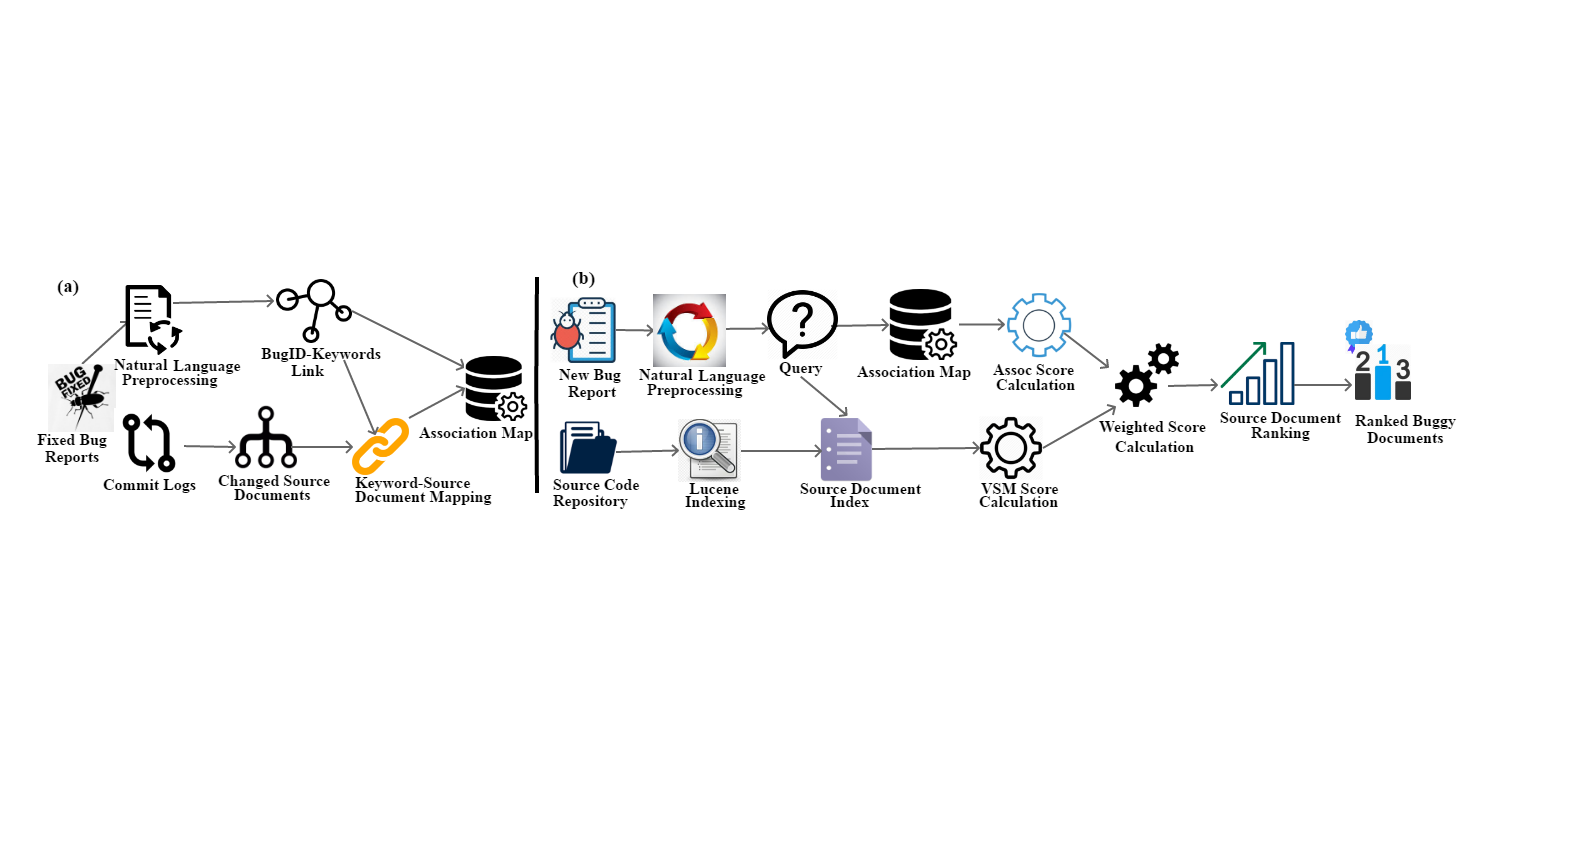 (a)
BUG
FIXED
Natural Language
Preprocessing
BugID-Keywords
Link
Fixed Bug
Reports
Commit Logs
Changed Source
Documents
Keyword-Source
Document Mapping
Association Map
(b)
New Bug
Report
Natural Language
Preprocessing
?
Query
Association Map
Assoc Score
Calculation
Source Code
Repository
i
Lucene
Indexing
Source Document
Index
VSM Score
Calculation
Weighted Score
Calculation
Source Document
Ranking
2 1 3
Ranked Buggy
Documents